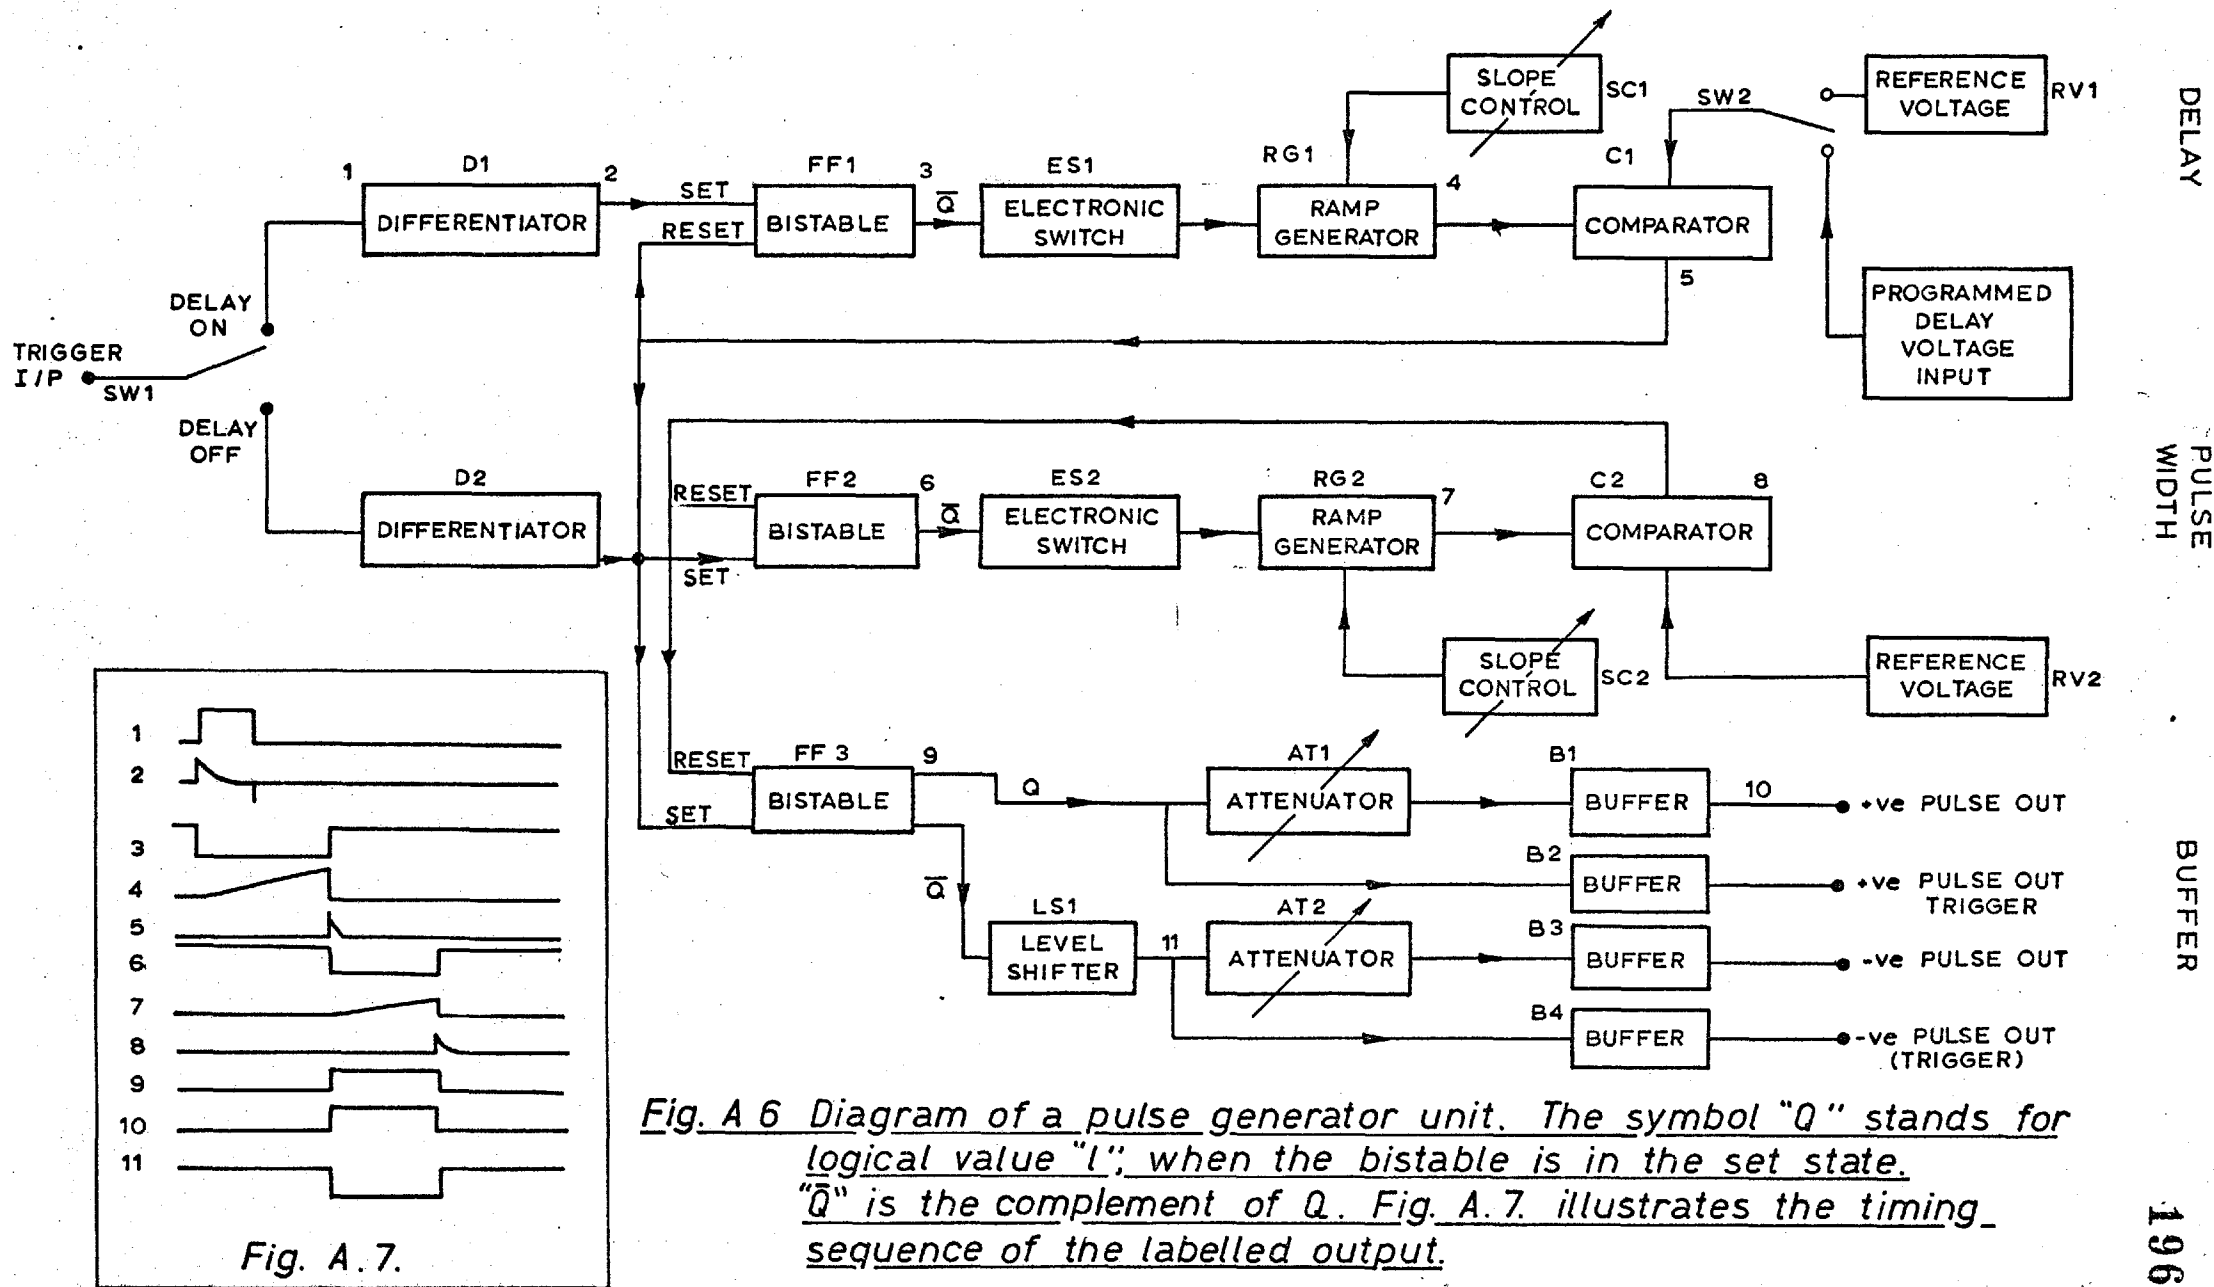 SLOPE
CONTROL
SC1
SW2
REFERENCE
VOLTAGE
RV1
DELAY
1
D1
2
DIFFERENTIATOR
SET
RESET
FF1
BISTABLE
3
Q̅
ES1
ELECTRONIC
SWITCH
RG1
RAMP
GENERATOR
4
C1
COMPARATOR
5
PROGRAMMED
DELAY
VOLTAGE
INPUT
DELAY
ON
TRIGGER
I/P
SW1
DELAY
OFF
D2
DIFFERENTIATOR
RESET
SET
FF2
BISTABLE
6
Q̅
ES2
ELECTRONIC
SWITCH
RG2
RAMP
GENERATOR
7
C2
COMPARATOR
8
PULSE
WIDTH
SLOPE
CONTROL
SC2
REFERENCE
VOLTAGE
RV2
RESET
SET
FF 3
BISTABLE
9
Q
AT1
ATTENUATOR
B1
BUFFER
10
+ve PULSE OUT
B2
BUFFER
+ve PULSE OUT
TRIGGER
Q̅
LS1
LEVEL
SHIFTER
11
AT2
ATTENUATOR
B3
BUFFER
-ve PULSE OUT
B4
BUFFER
-ve PULSE OUT
(TRIGGER)
BUFFER
1
2
3
4
5
6
7
8
9
10
11
Fig. A.7.
Fig. A 6 Diagram of a pulse generator unit. The symbol "Q" stands for
logical value "1", when the bistable is in the set state.
"Q̅" is the complement of Q. Fig. A.7. illustrates the timing
sequence of the labelled output.
196